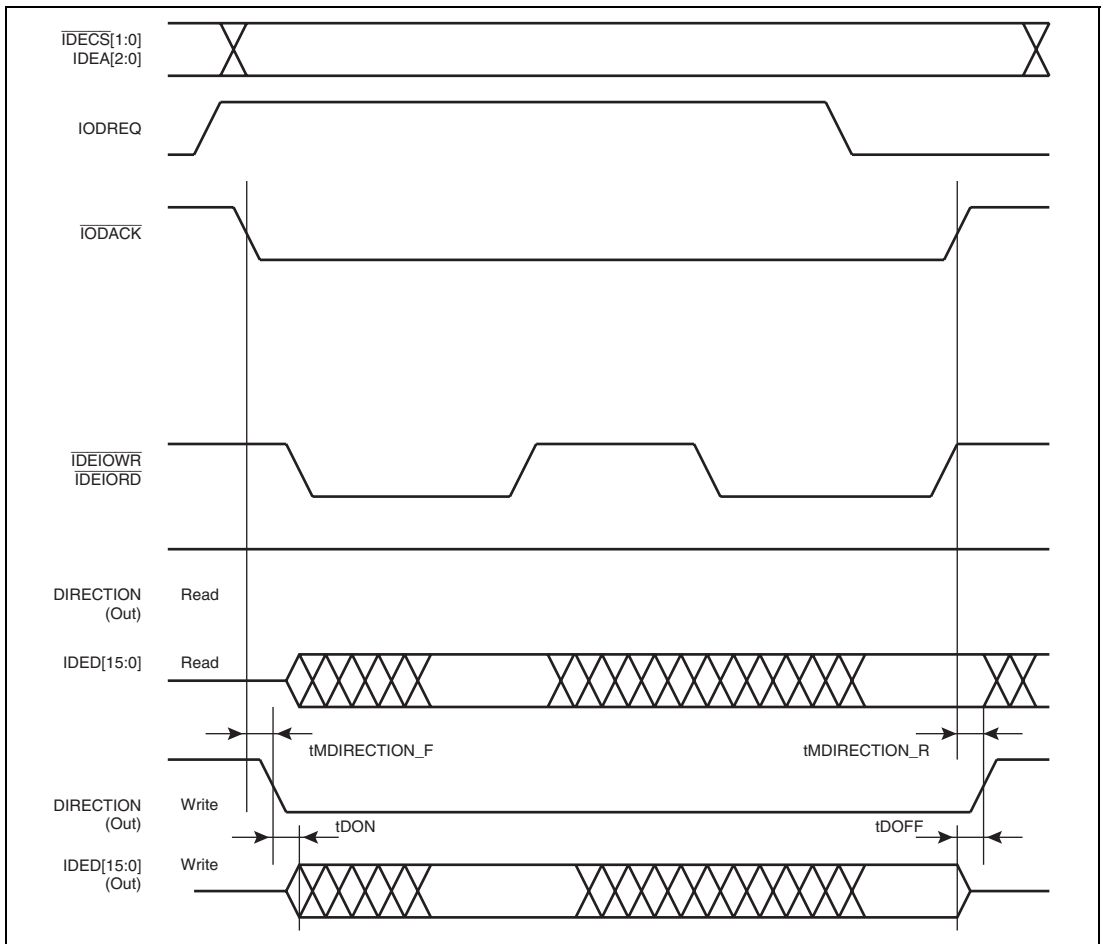 IDECS[1:0]
IDEA[2:0]
IODREQ
IODACK
IDEIOWR
IDEIORD
DIRECTION Read
(Out)
IDED[15:0] Read
tMDIRECTION_F tMDIRECTION_R
DIRECTION Write
(Out)
tDON tDOFF
IDED[15:0] Write
(Out)